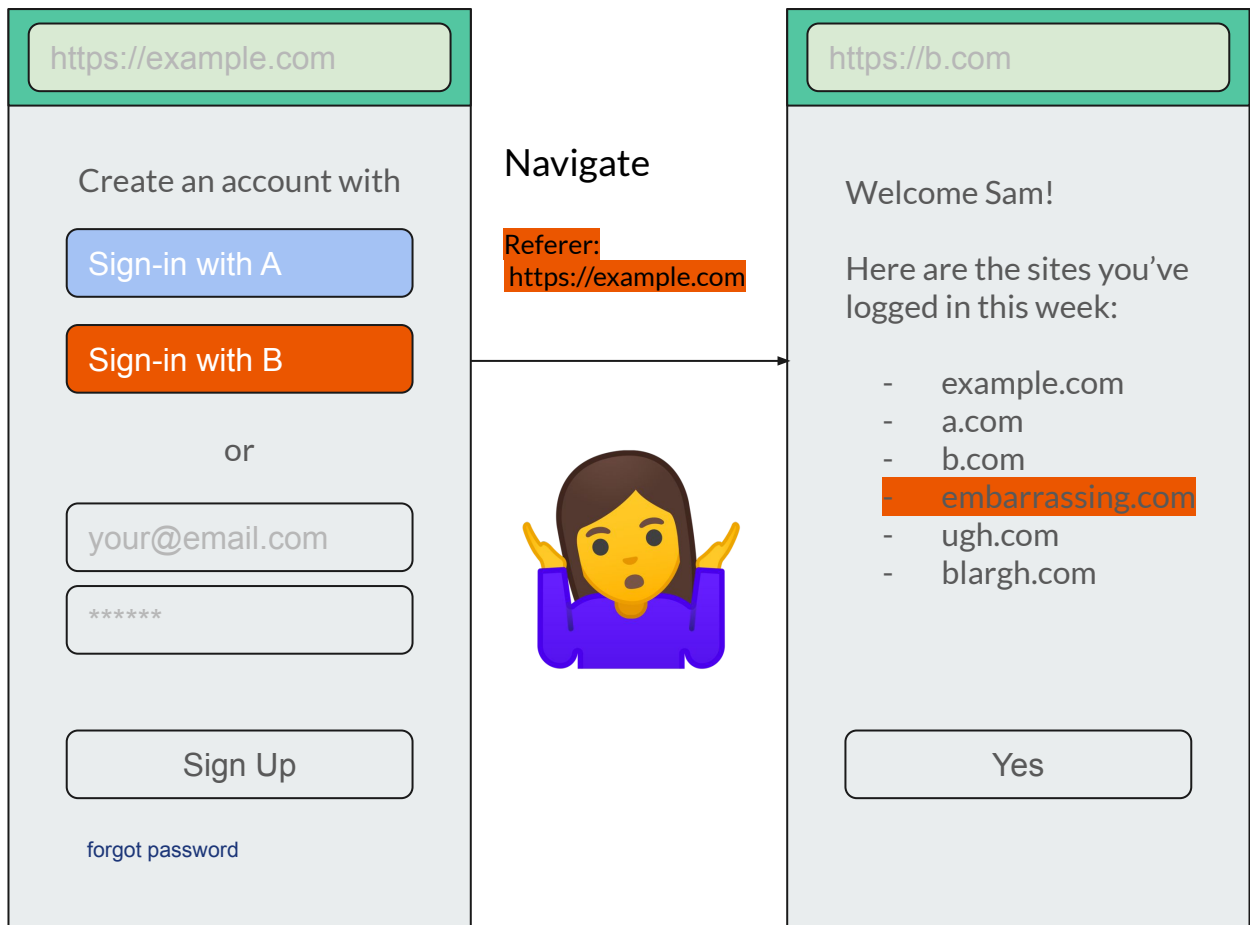 https://example.com
Create an account with
Sign-in with A
Sign-in with B
or
your@email.com
******
Sign Up
forgot password
Navigate
Referer:
https://example.com
https://b.com
Welcome Sam!
Here are the sites you’ve
logged in this week:
- example.com
- a.com
- b.com
- embarrassing.com
- ugh.com
- blargh.com
Yes